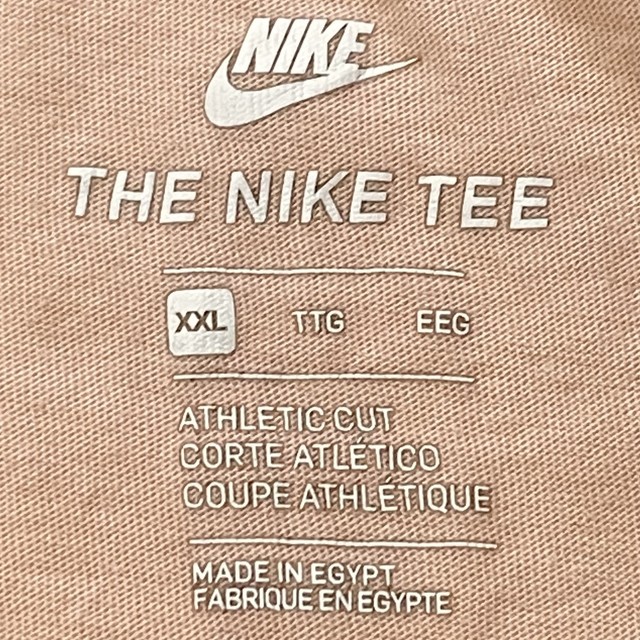 NIKE
THE NIKE TEE
XXL TTG EEG
ATHLETIC CUT
CORTE ATLÉTICO
COUPE ATHLÉTIQUE
MADE IN EGYPT
FABRIQUE EN EGYPTE